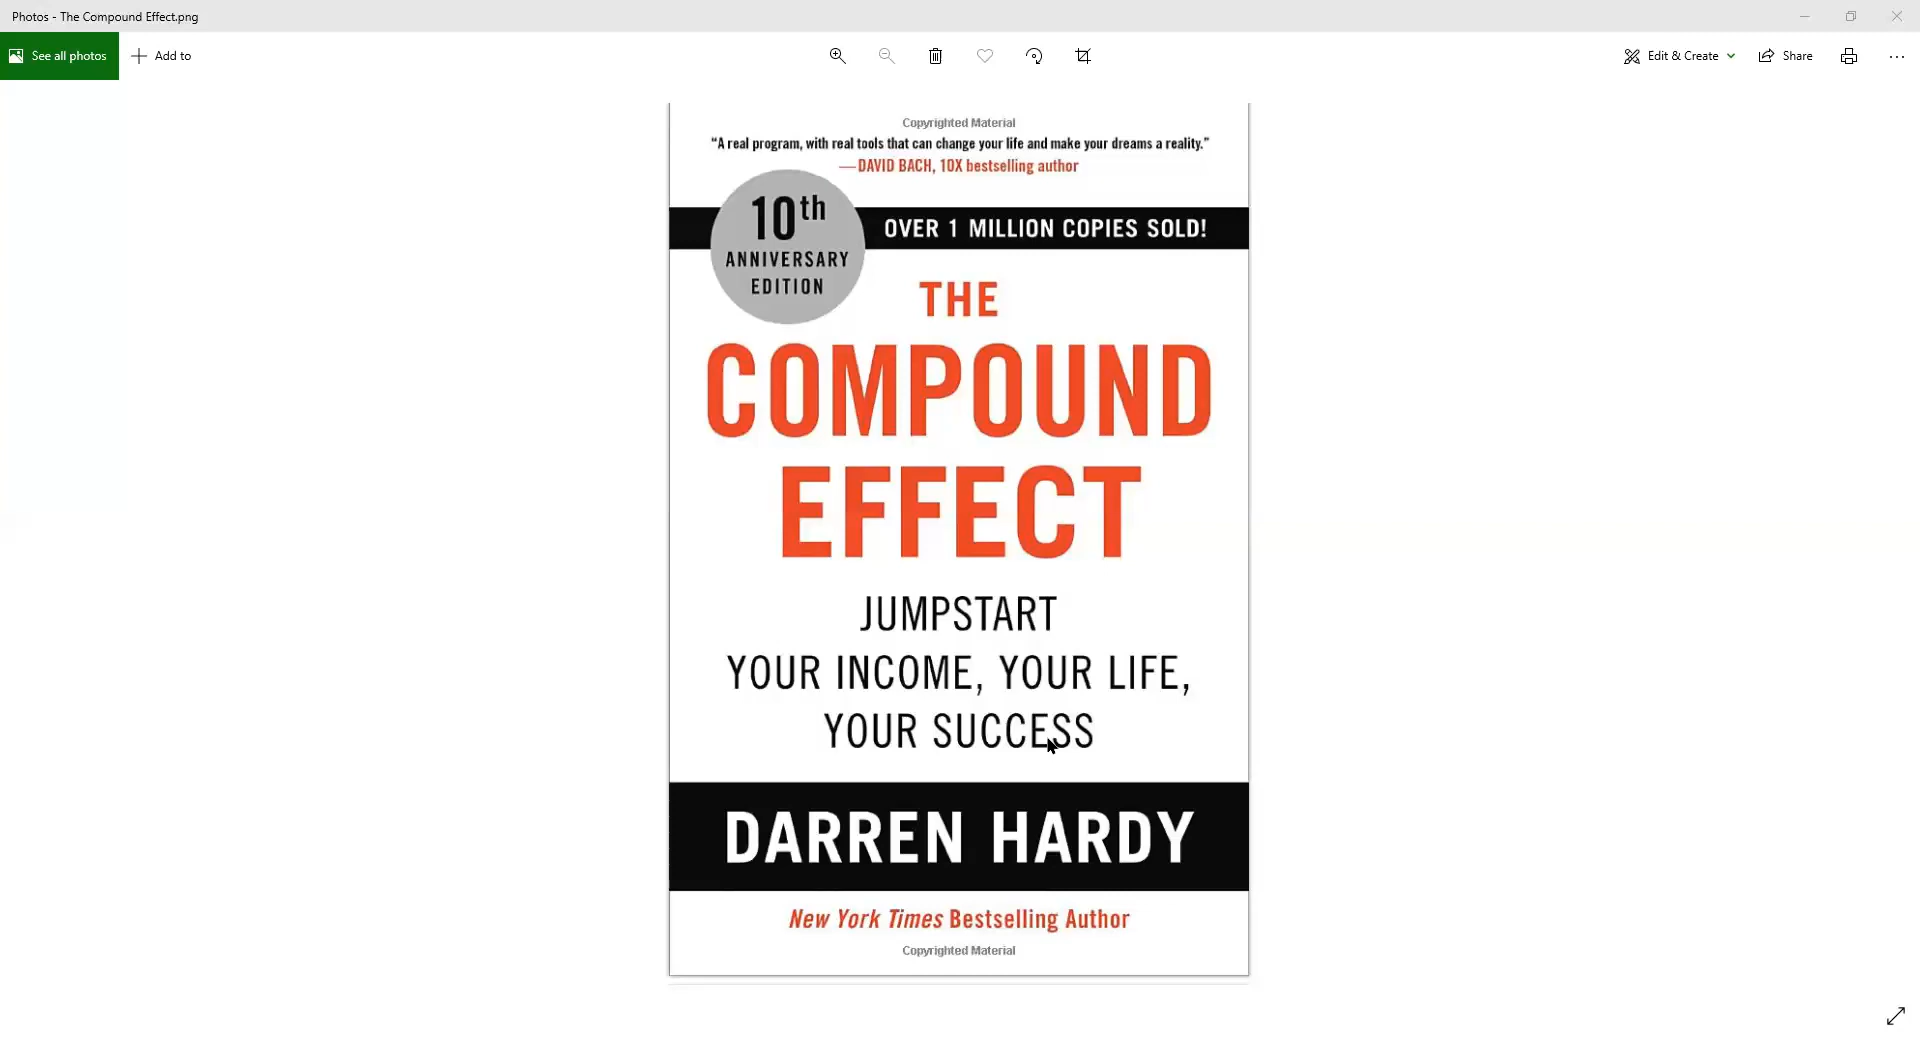 Photos - The Compound Effect.png
See all photos
Add to
Edit & Create
Share
Copyrighted Material
"A real program, with real tools that can change your life and make your dreams a reality."
—DAVID BACH, 10X bestselling author
10th
ANNIVERSARY
EDITION
OVER 1 MILLION COPIES SOLD!
THE
COMPOUND
EFFECT
JUMPSTART
YOUR INCOME, YOUR LIFE,
YOUR SUCCESS
DARREN HARDY
New York Times Bestselling Author
Copyrighted Material